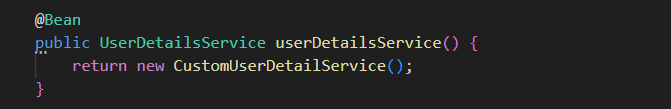 @Bean
public UserDetailsService userDetailsService() {
return new CustomUserDetailService();
}